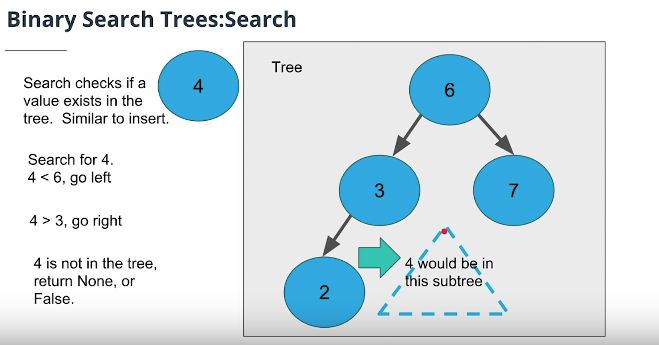 Binary Search Trees:Search
Search checks if a
value exists in the
tree.  Similar to insert.
4
Search for 4.
4 < 6, go left
4 > 3, go right
4 is not in the tree,
return None, or
False.
Tree
6
3
7
2
4 would be in
this subtree